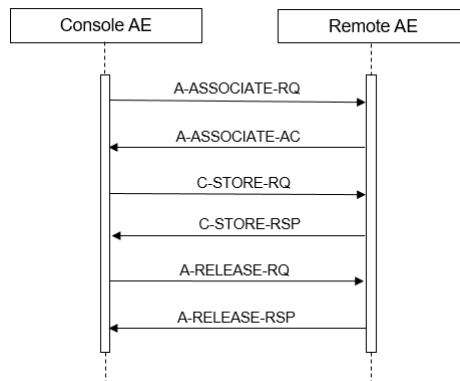 Console AE
Remote AE
A-ASSOCIATE-RQ
A-ASSOCIATE-AC
C-STORE-RQ
C-STORE-RSP
A-RELEASE-RQ
A-RELEASE-RSP